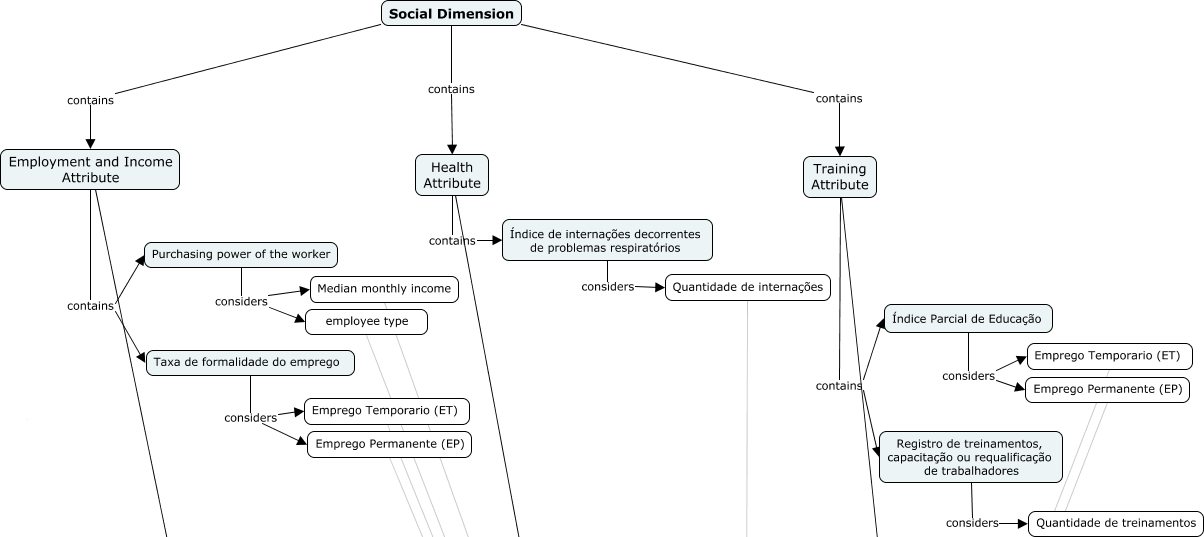 Social Dimension
contains
contains
contains
Employment and Income
Attribute
Health
Attribute
Training
Attribute
contains
Índice de internações decorrentes
de problemas respiratórios
considers
Quantidade de internações
Purchasing power of the worker
contains
considers
Median monthly income
employee type
Taxa de formalidade do emprego
considers
Emprego Temporario (ET)
Emprego Permanente (EP)
contains
Índice Parcial de Educação
considers
Emprego Temporario (ET)
Emprego Permanente (EP)
Registro de treinamentos,
capacitação ou requalificação
de trabalhadores
considers
Quantidade de treinamentos